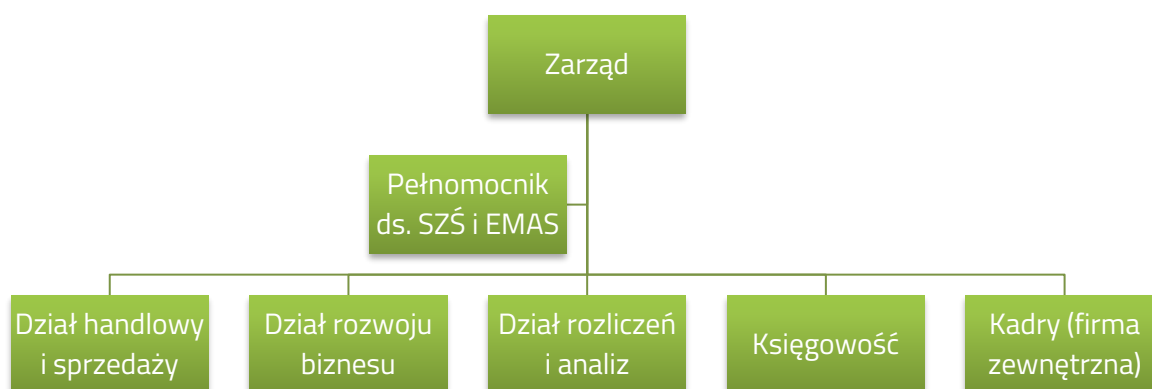 Zarząd
Pełnomocnik
ds. SZŚ i EMAS
Dział handlowy
i sprzedaży
Dział rozwoju
biznesu
Dział rozliczeń
i analiz
Księgowość
Kadry (firma
zewnętrzna)